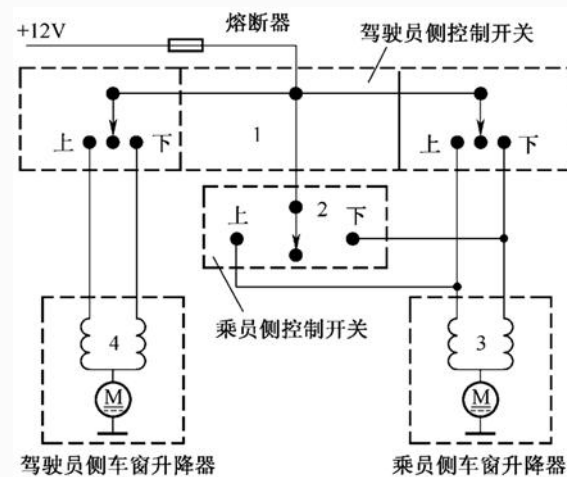 +12V
熔断器
驾驶员侧控制开关
上
下
1
上
下
上
2
下
乘员侧控制开关
4
M
3
M
驾驶员侧车窗升降器
乘员侧车窗升降器